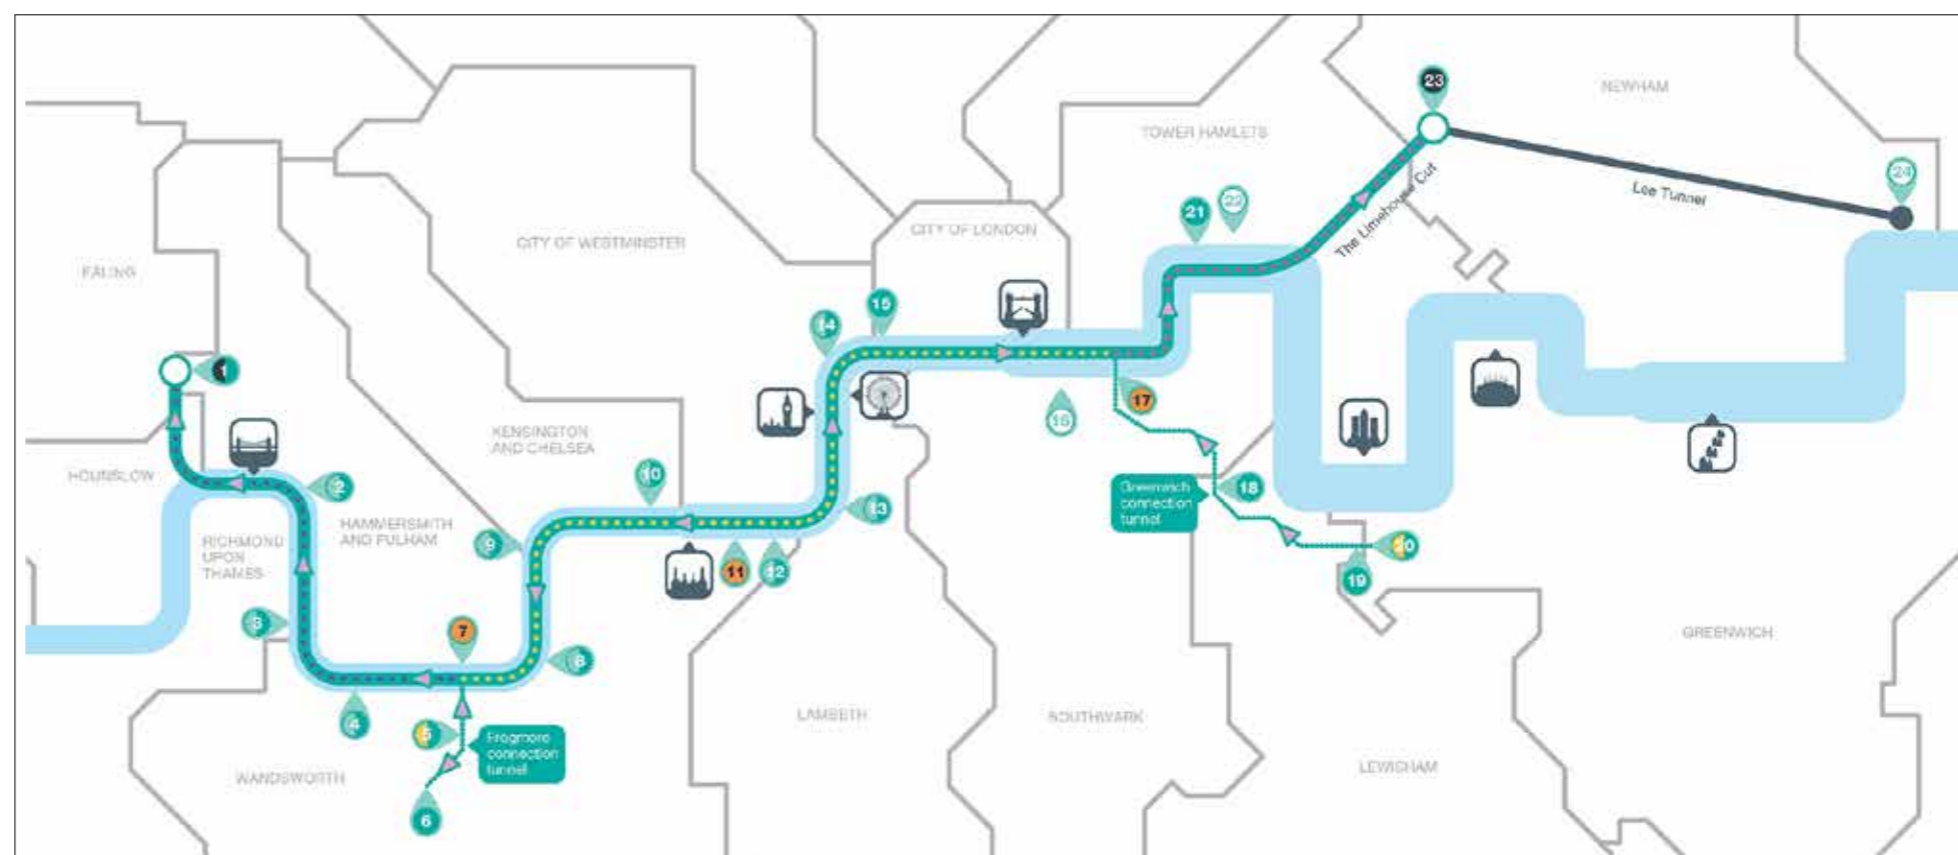 23
NEWHAM
TOWER HAMLETS
24
Lee Tunnel
The Limehouse Cut
21
22
CITY OF LONDON
CITY OF WESTMINSTER
EALING
15
14
1
17
16
KENSINGTON
AND CHELSEA
HOUNSLOW
10
2
Greenwich
connection
tunnel
18
13
HAMMERSMITH
AND FULHAM
RICHMOND
UPON
THAMES
9
20
11
12
19
3
7
GREENWICH
8
4
LAMBETH
SOUTHWARK
5
Frogmore
connection
tunnel
WANDSWORTH
LEWISHAM
6